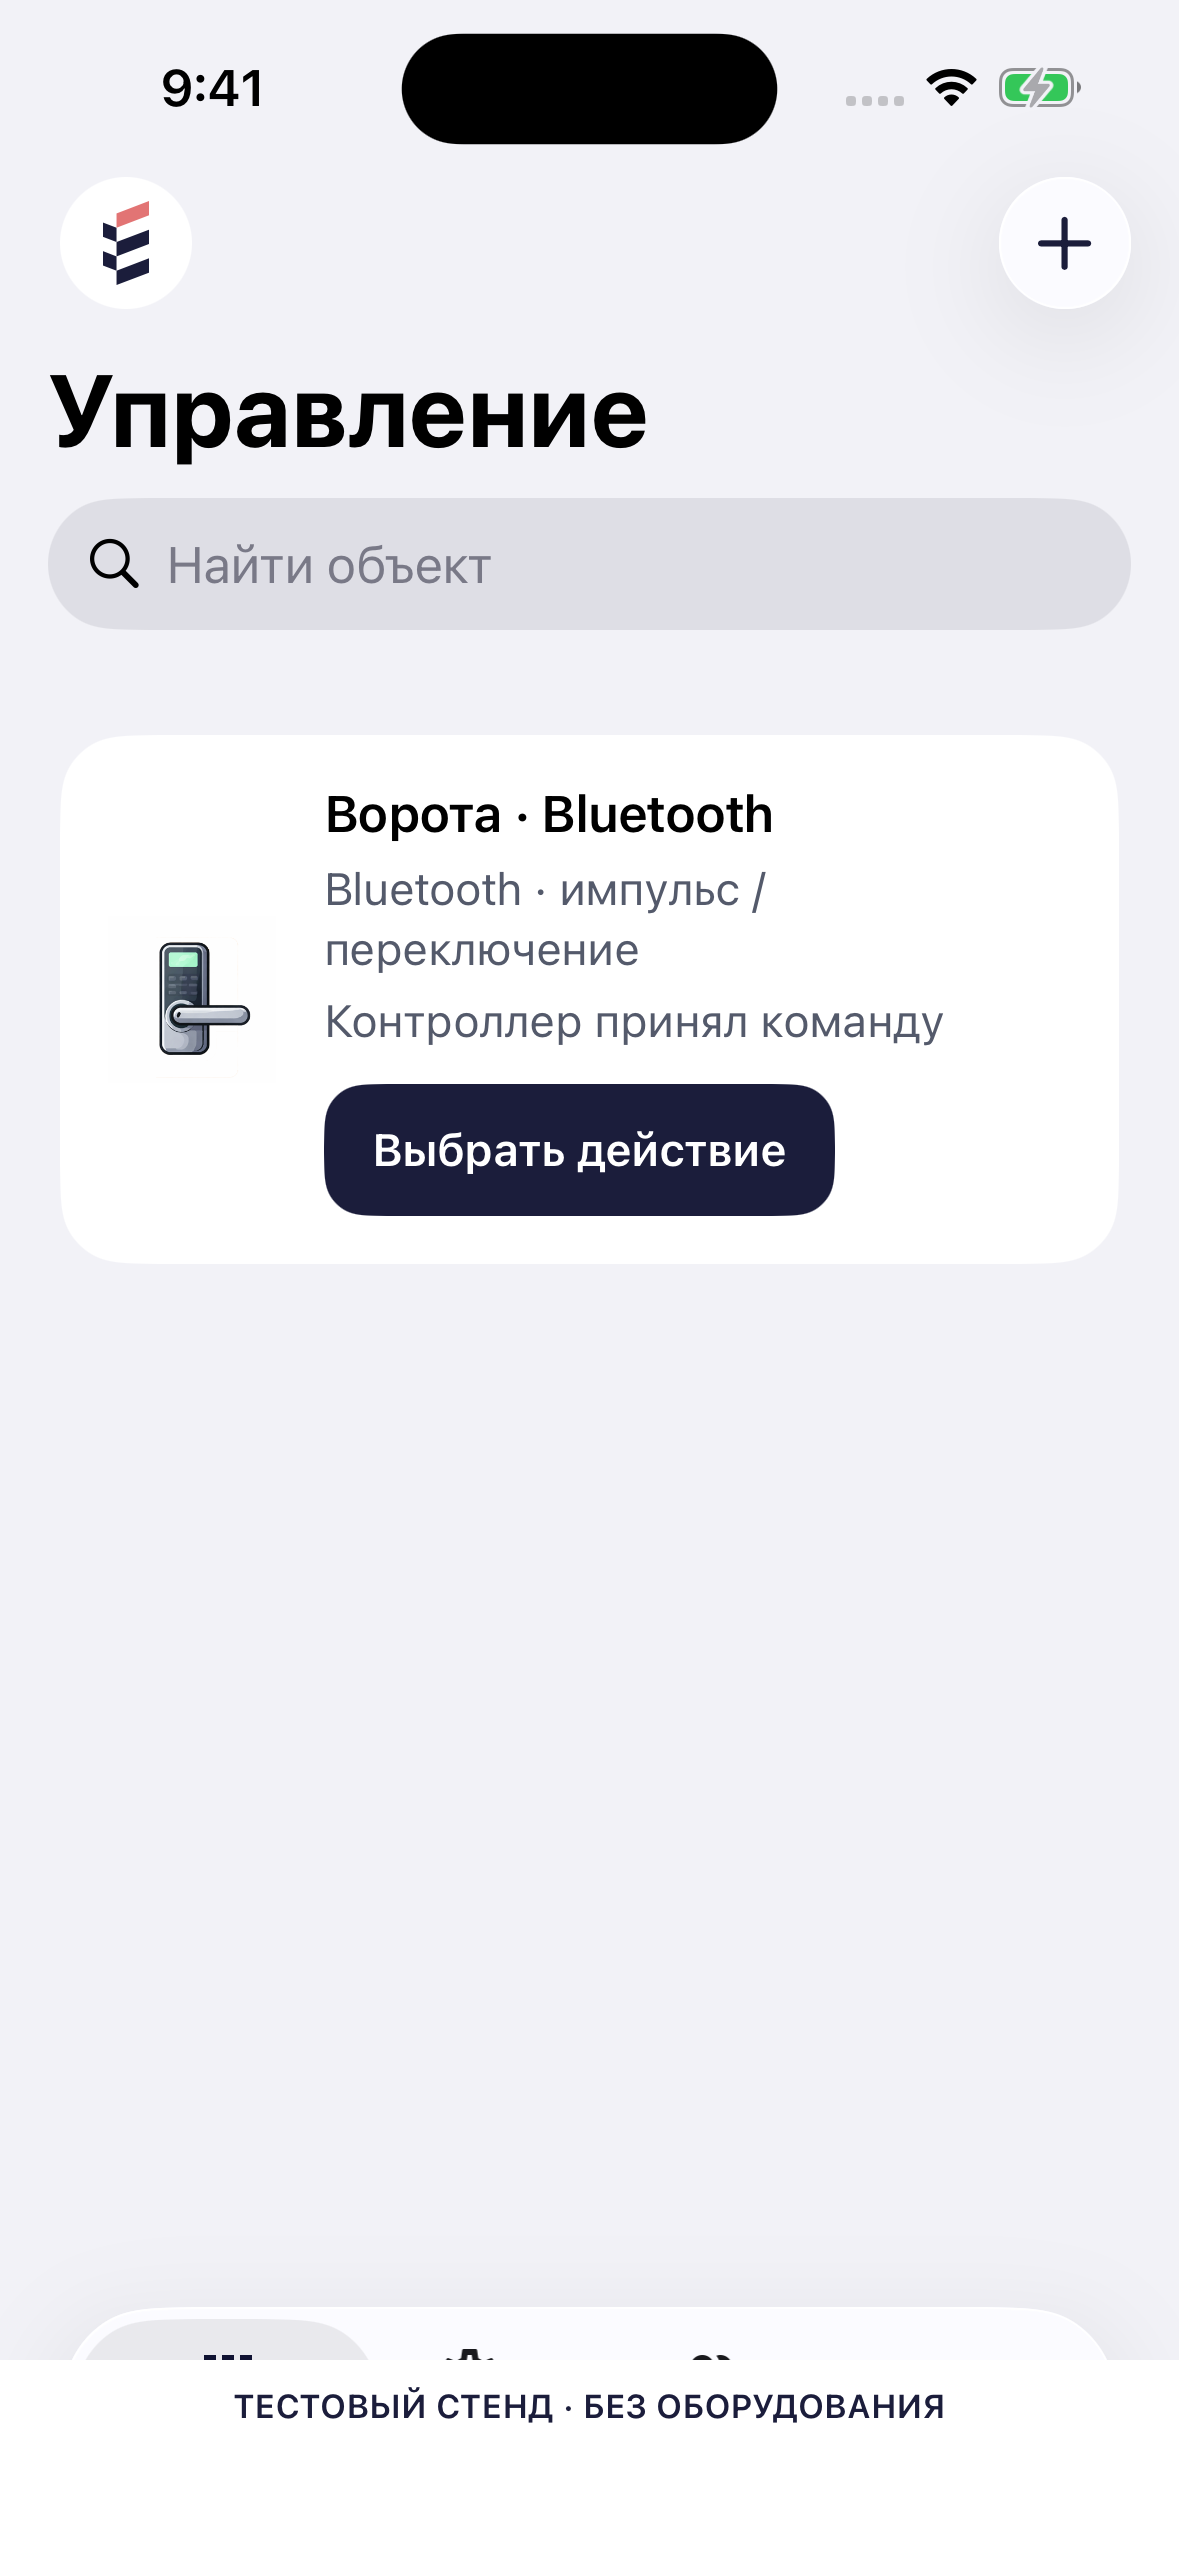 9:41
Управление
Найти объект
Ворота · Bluetooth
Bluetooth · импульс /
переключение
Контроллер принял команду
Выбрать действие
ТЕСТОВЫЙ СТЕНД · БЕЗ ОБОРУДОВАНИЯ